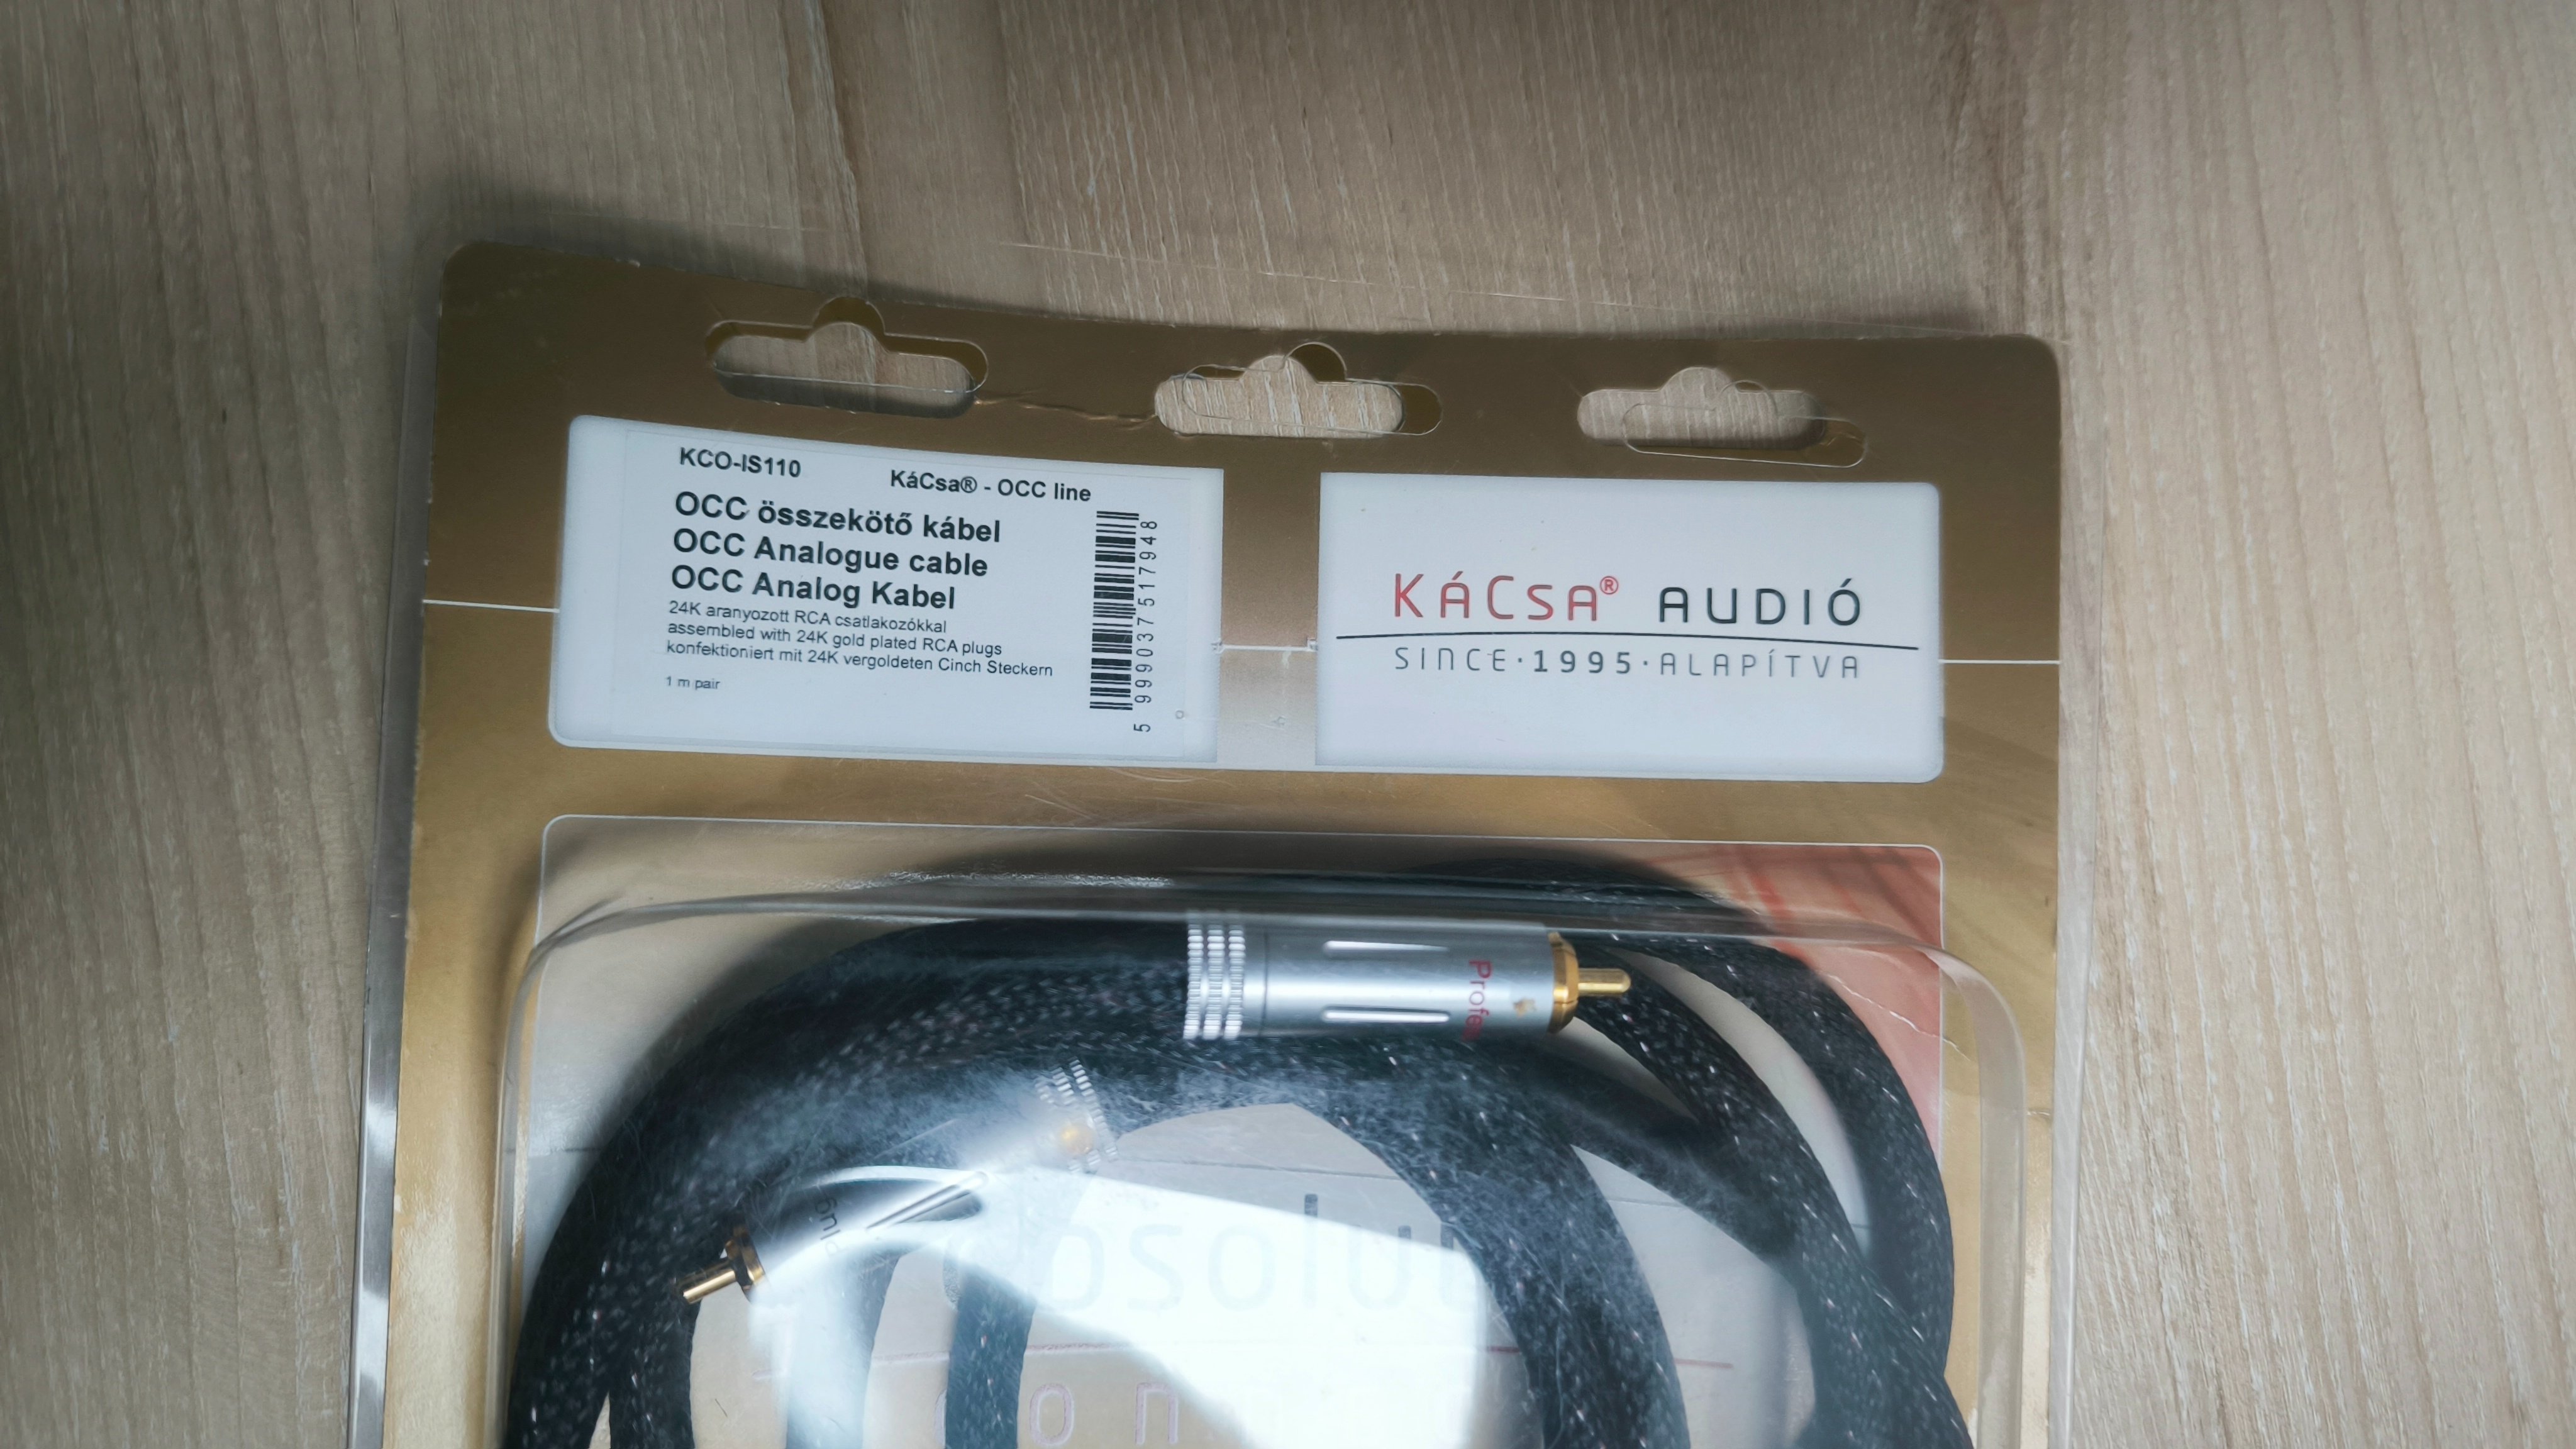 KCO-IS110
KáCsa® - OCC line
OCC összekötő kábel
OCC Analogue cable
OCC Analog Kabel
24K aranyozott RCA csatlakozókkal
assembled with 24K gold plated RCA plugs
konfektioniert mit 24K vergoldeten Cinch Steckern
1 m pair
5 999037 517948
KÁCSA® AUDIÓ
SINCE·1995·ALAPÍTVA